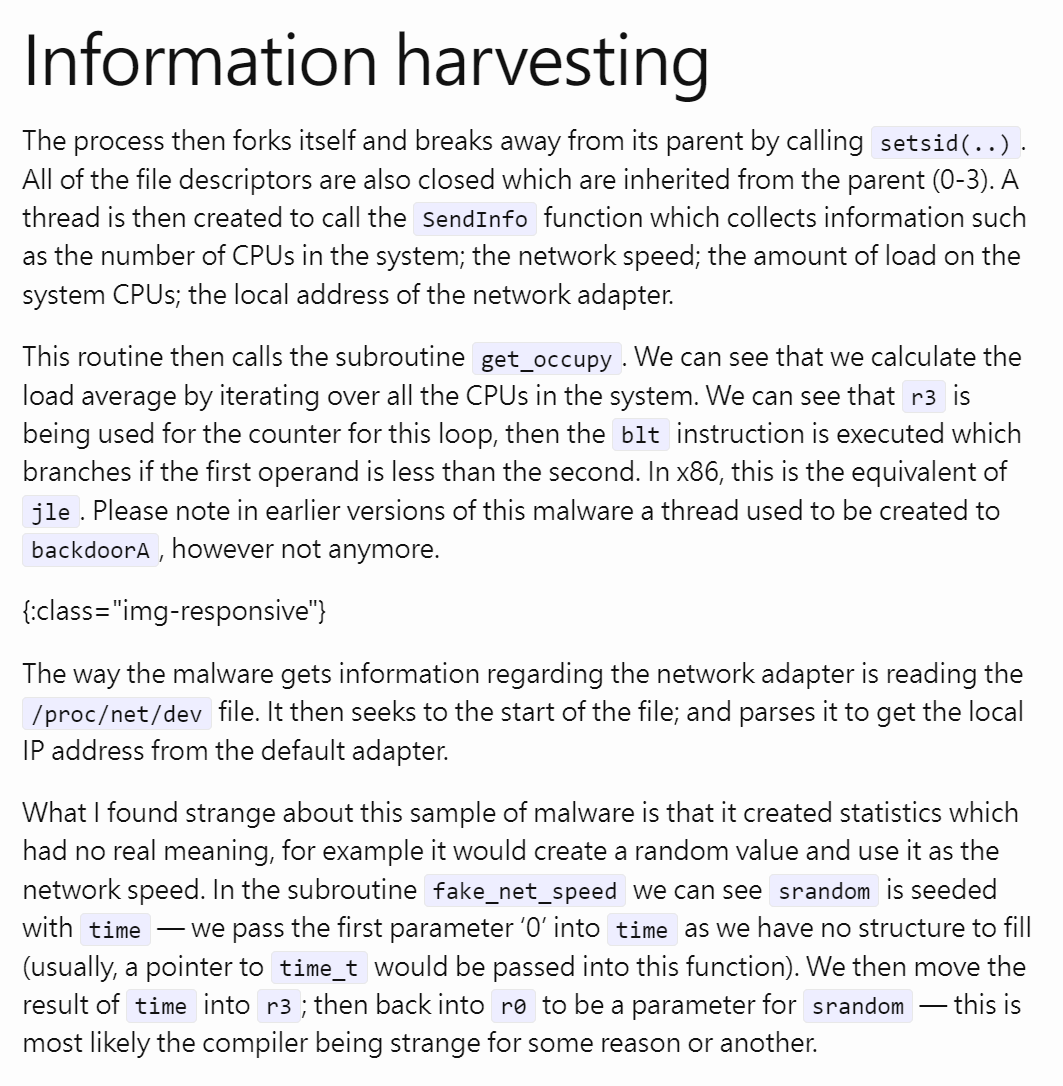 Information harvesting
The process then forks itself and breaks away from its parent by calling setsid(..).
All of the file descriptors are also closed which are inherited from the parent (0-3). A
thread is then created to call the SendInfo function which collects information such
as the number of CPUs in the system; the network speed; the amount of load on the
system CPUs; the local address of the network adapter.
This routine then calls the subroutine get_occupy. We can see that we calculate the
load average by iterating over all the CPUs in the system. We can see that r3 is
being used for the counter for this loop, then the blt instruction is executed which
branches if the first operand is less than the second. In x86, this is the equivalent of
jle. Please note in earlier versions of this malware a thread used to be created to
backdoorA, however not anymore.
{:class="img-responsive"}
The way the malware gets information regarding the network adapter is reading the
/proc/net/dev file. It then seeks to the start of the file; and parses it to get the local
IP address from the default adapter.
What I found strange about this sample of malware is that it created statistics which
had no real meaning, for example it would create a random value and use it as the
network speed. In the subroutine fake_net_speed we can see srandom is seeded
with time — we pass the first parameter ‘0’ into time as we have no structure to fill
(usually, a pointer to time_t would be passed into this function). We then move the
result of time into r3; then back into r0 to be a parameter for srandom — this is
most likely the compiler being strange for some reason or another.